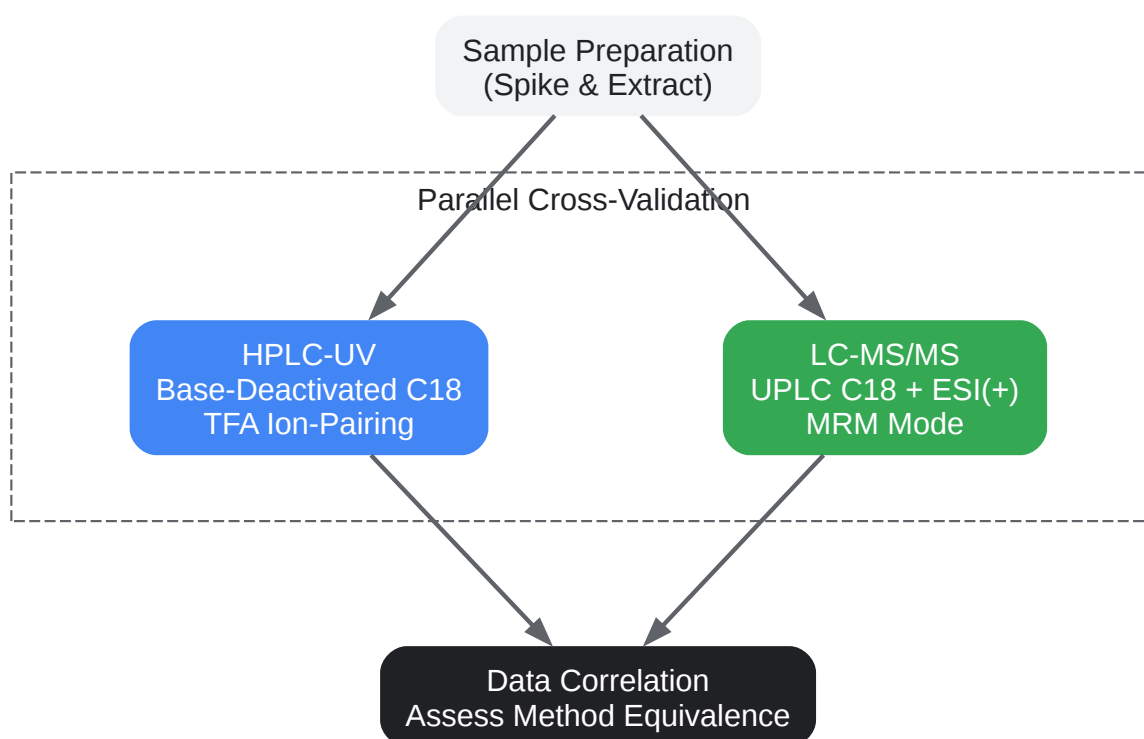 Sample Preparation
(Spike & Extract)
Parallel Cross-Validation
HPLC-UV
Base-Deactivated C18
TFA Ion-Pairing
LC-MS/MS
UPLC C18 + ESI(+)
MRM Mode
Data Correlation
Assess Method Equivalence